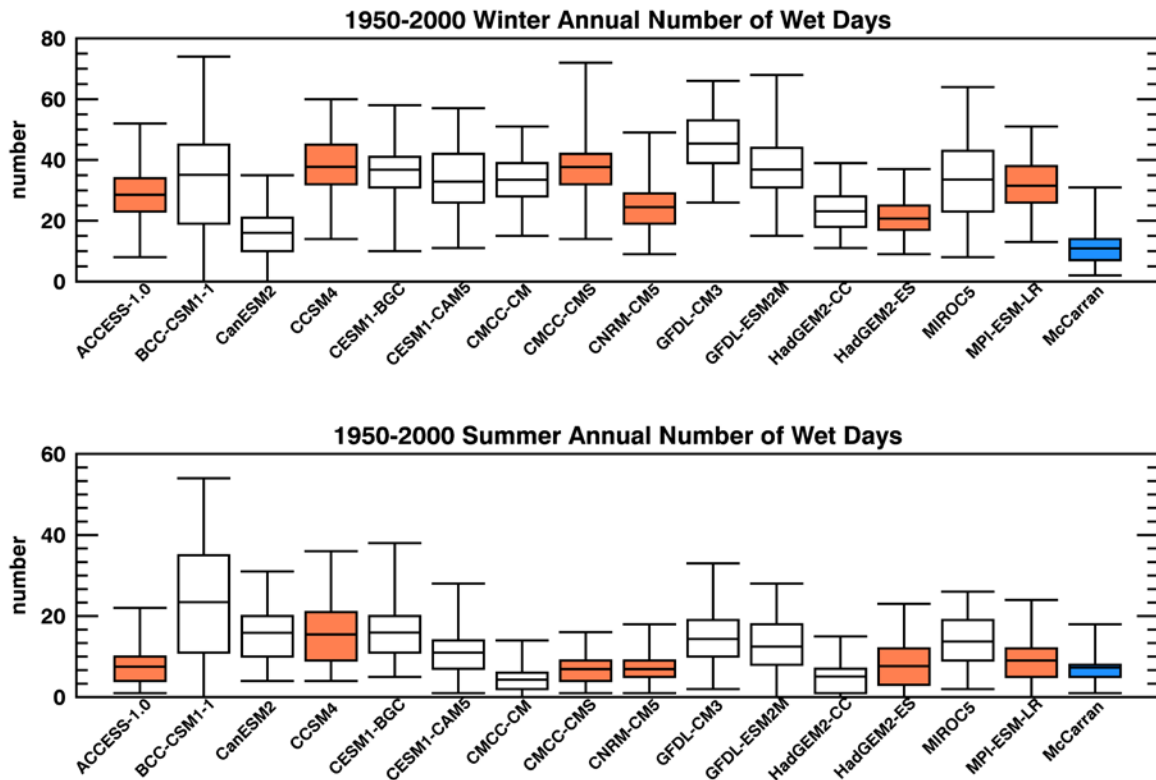 1950-2000 Winter Annual Number of Wet Days
number
80
60
40
20
0
ACCESS-1.0
BCC-CSM1-1
CanESM2
CCSM4
CESM1-BGC
CESM1-CAM5
CMCC-CM
CMCC-CMS
CNRM-CM5
GFDL-CM3
GFDL-ESM2M
HadGEM2-CC
HadGEM2-ES
MIROC5
MPI-ESM-LR
McCarran
1950-2000 Summer Annual Number of Wet Days
number
60
40
20
0
ACCESS-1.0
BCC-CSM1-1
CanESM2
CCSM4
CESM1-BGC
CESM1-CAM5
CMCC-CM
CMCC-CMS
CNRM-CM5
GFDL-CM3
GFDL-ESM2M
HadGEM2-CC
HadGEM2-ES
MIROC5
MPI-ESM-LR
McCarran